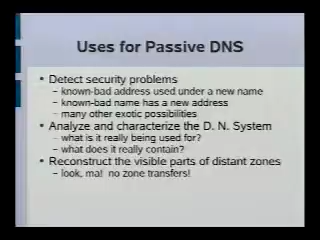 Uses for Passive DNS
• Detect security problems
– known-bad address used under a new name
– known-bad name has a new address
– many other exotic possibilities
• Analyze and characterize the D. N. System
– what is it really being used for?
– what does it really contain?
• Reconstruct the visible parts of distant zones
– look, ma!  no zone transfers!